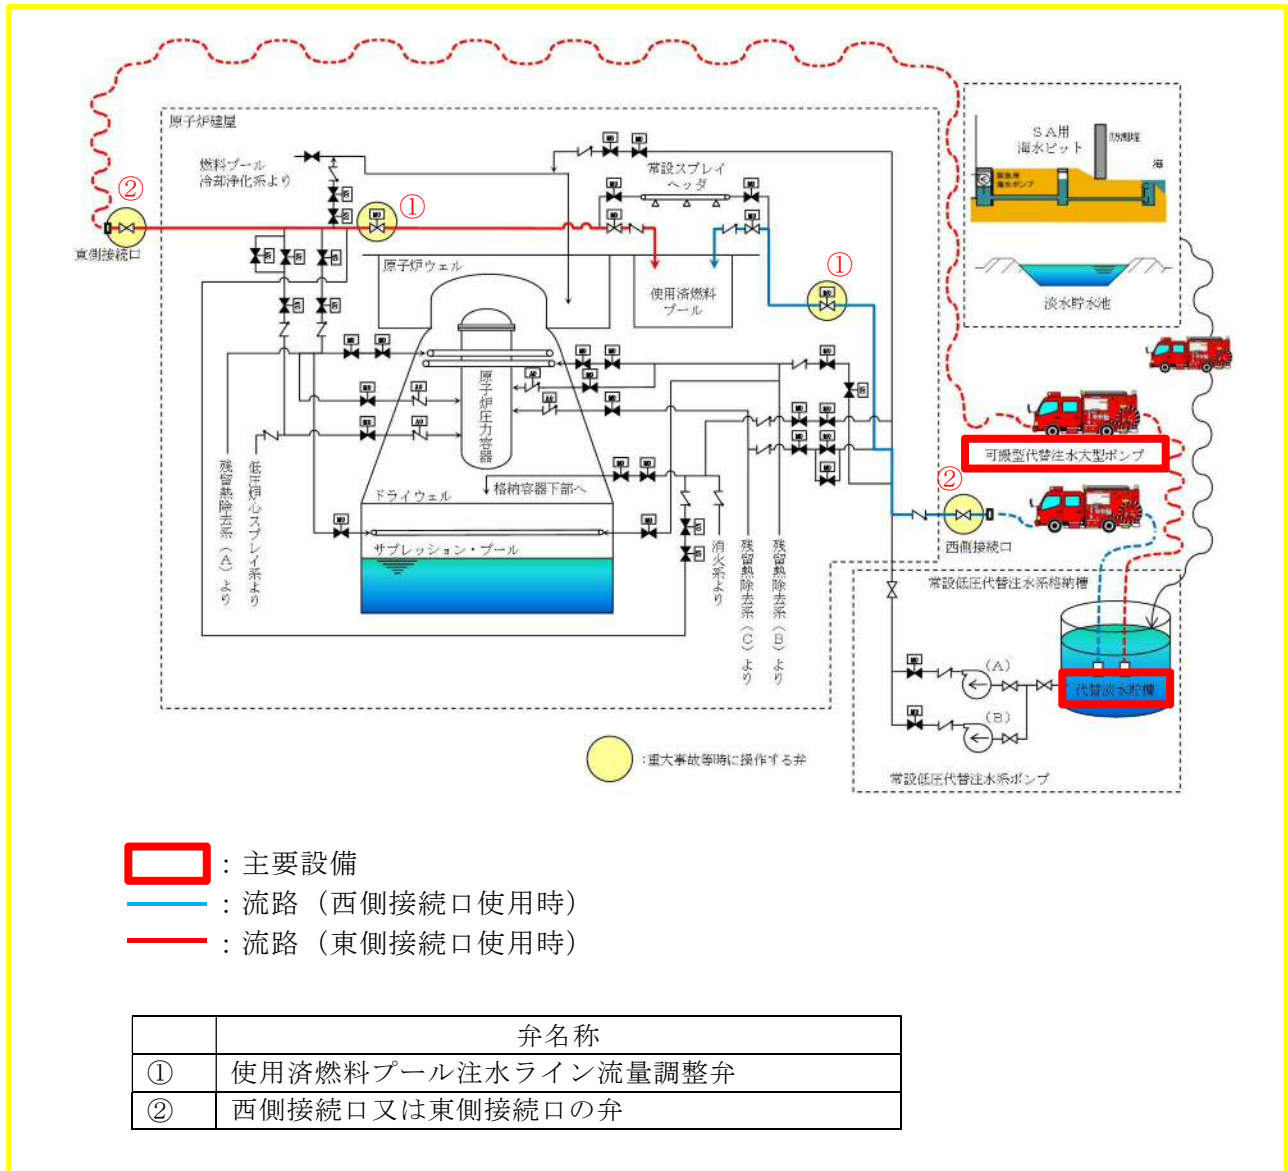 原子炉建屋
燃料プール
冷却浄化系より
常設スプレイ
ヘッダ
SA用
海水ピット
防潮堤
海
緊急用
海水ポンプ
②
①
東側接続口
原子炉ウェル
使用済燃料
プール
①
淡水貯水池
原子炉圧力容器
可搬型代替注水大型ポンプ
ドライウェル
格納容器下部へ
②
西側接続口
サプレッション・プール
残留熱除去系(A)より
低圧炉心スプレイ系より
消火系より
残留熱除去系(C)より
残留熱除去系(B)より
常設低圧代替注水系格納槽
(A)
代替淡水貯槽
(B)
:重大事故等時に操作する弁
常設低圧代替注水系ポンプ
:主要設備
:流路(西側接続口使用時)
:流路(東側接続口使用時)
弁名称
① 使用済燃料プール注水ライン流量調整弁
② 西側接続口又は東側接続口の弁